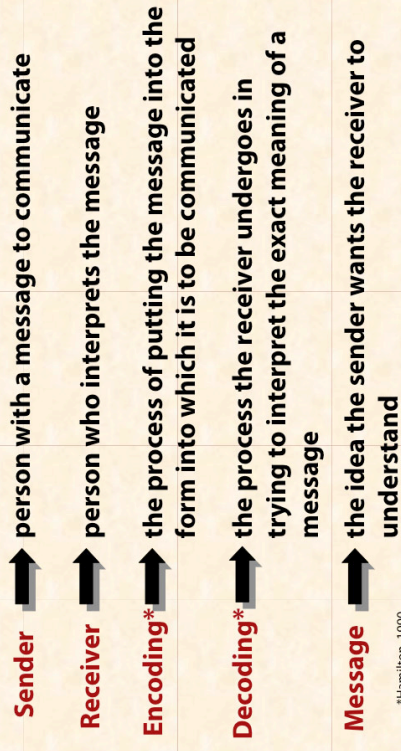 Sender person with a message to communicate
Receiver person who interprets the message
Encoding* the process of putting the message into the
form into which it is to be communicated
Decoding* the process the receiver undergoes in
trying to interpret the exact meaning of a
message
Message the idea the sender wants the receiver to
understand
*Hamilton, 1990